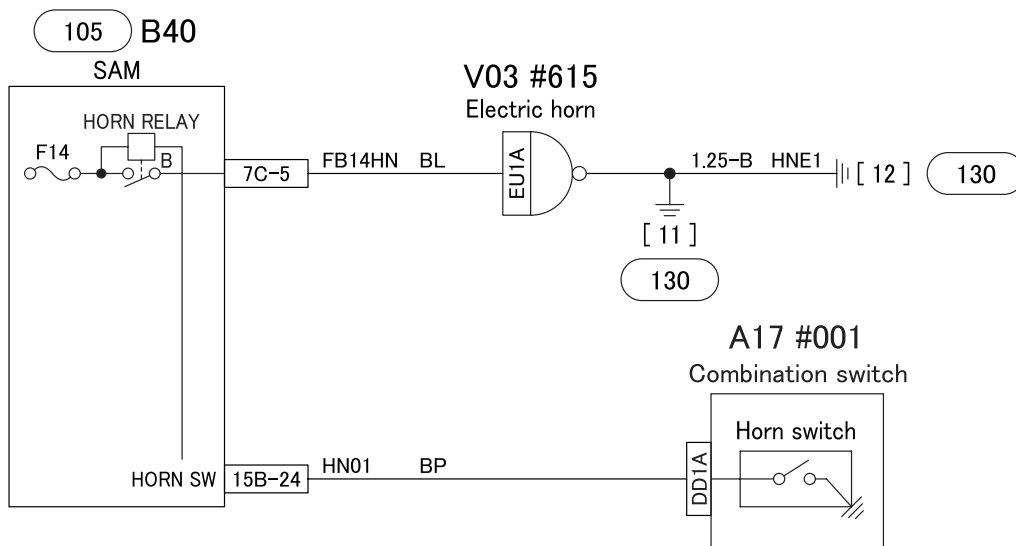 105 B40
SAM
HORN RELAY
F14
B
7C-5
FB14HN BL
V03 #615
Electric horn
EU1A
1.25-B HNE1
[ 12 ] 130
[ 11 ]
130
A17 #001
Combination switch
Horn switch
HORN SW 15B-24
HN01 BP
DD1A